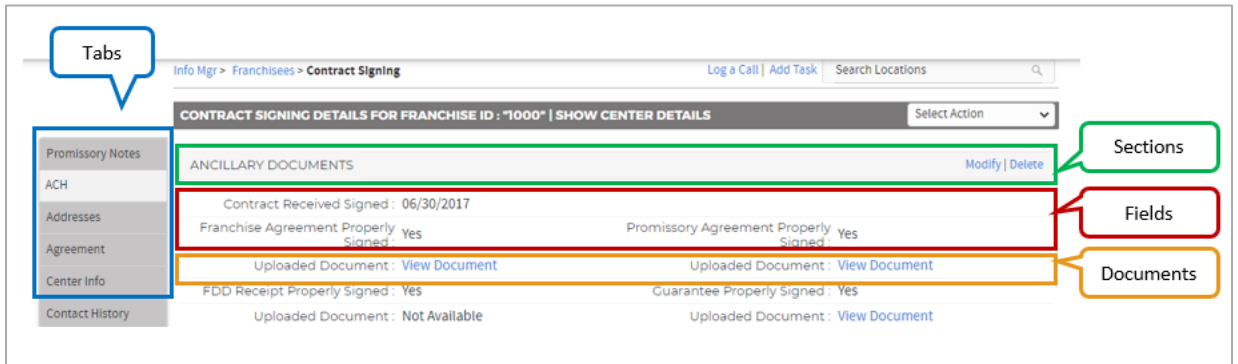 Tabs
Info Mgr > Franchisees > Contract Signing
Log a Call | Add Task
Search Locations
CONTRACT SIGNING DETAILS FOR FRANCHISE ID : "1000" | SHOW CENTER DETAILS
Select Action
Promissory Notes
ACH
Addresses
Agreement
Center Info
Contact History
ANCILLARY DOCUMENTS
Modify | Delete
Sections
Contract Received Signed : 06/30/2017
Fields
Franchise Agreement Properly Signed : Yes
Promissory Agreement Properly Signed : Yes
Uploaded Document : View Document
Uploaded Document : View Document
Documents
FDD Receipt Properly Signed : Yes
Guarantee Properly Signed : Yes
Uploaded Document : Not Available
Uploaded Document : View Document